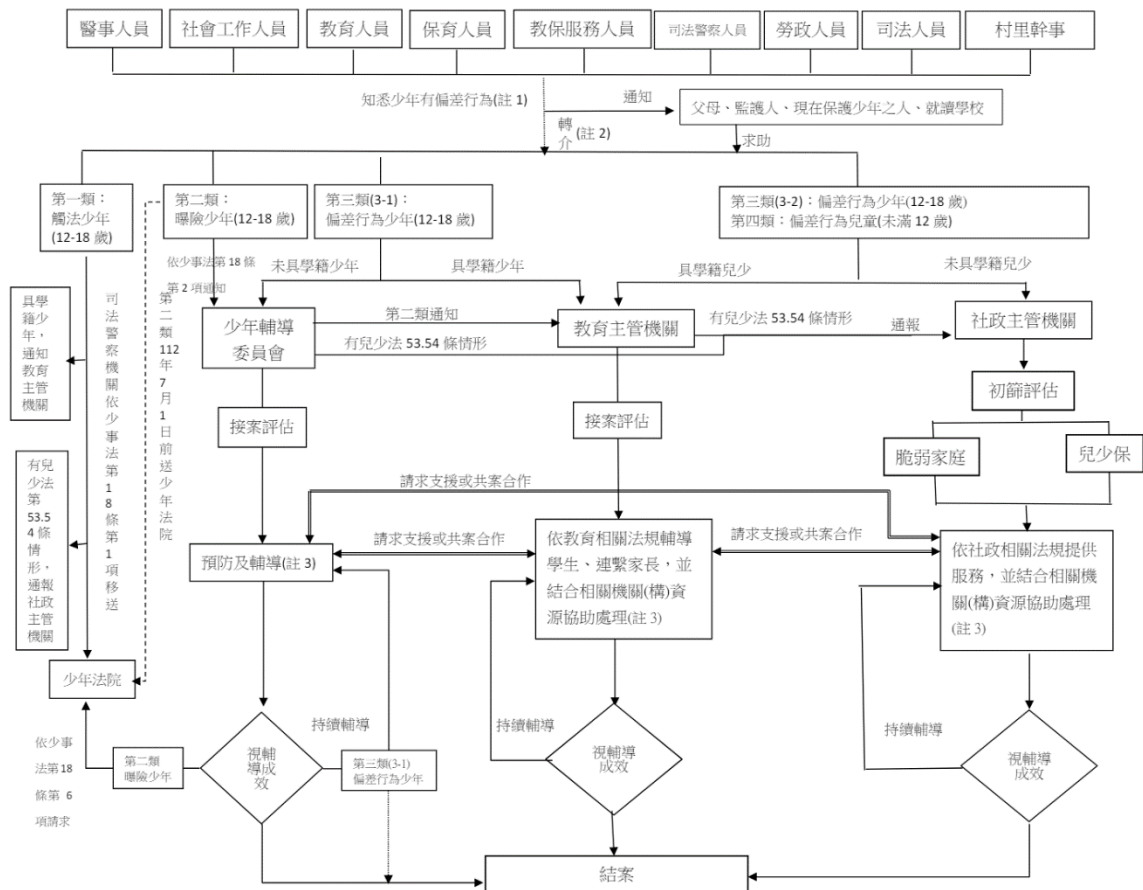 醫事人員
社會工作人員
教育人員
保育人員
教保服務人員
司法警察人員
勞政人員
司法人員
村里幹事
知悉少年有偏差行為(註 1)
通知
父母、監護人、現在保護少年之人、就讀學校
轉介
(註 2)
求助
第一類：
觸法少年
(12-18 歲)
第二類：
曝險少年(12-18 歲)
第三類(3-1)：
偏差行為少年(12-18 歲)
第三類(3-2)：偏差行為少年(12-18 歲)
第四類：偏差行為兒童(未滿 12 歲)
依少事法第 18 條
第 2 項通知
未具學籍少年
具學籍少年
具學籍兒少
未具學籍兒少
具學
籍少
年，
通知
教育
主管
機關
司法警察機關依少事法第18條第1項移送
第二類112年7月1日前送少年法院
少年輔導
委員會
第二類通知
有兒少法 53.54 條情形
教育主管機關
有兒少法 53.54 條情形
通報
社政主管機關
初篩評估
接案評估
接案評估
脆弱家庭
兒少保
有兒
少法
第
53.5
4 條
情
形，
通報
社政
主管
機關
請求支援或共案合作
請求支援或共案合作
請求支援或共案合作
預防及輔導(註 3)
依教育相關法規輔導
學生、連繫家長，並
結合相關機關(構)資
源協助處理(註 3)
依社政相關法規提供
服務，並結合相關機
關(構)資源協助處理
(註 3)
少年法院
持續輔導
持續輔導
持續輔導
依少事
法第18
條第 6
項請求
第二類
曝險少年
視輔
導成
效
第三類(3-1)
偏差行為少年
視輔導
成效
視輔導
成效
結案